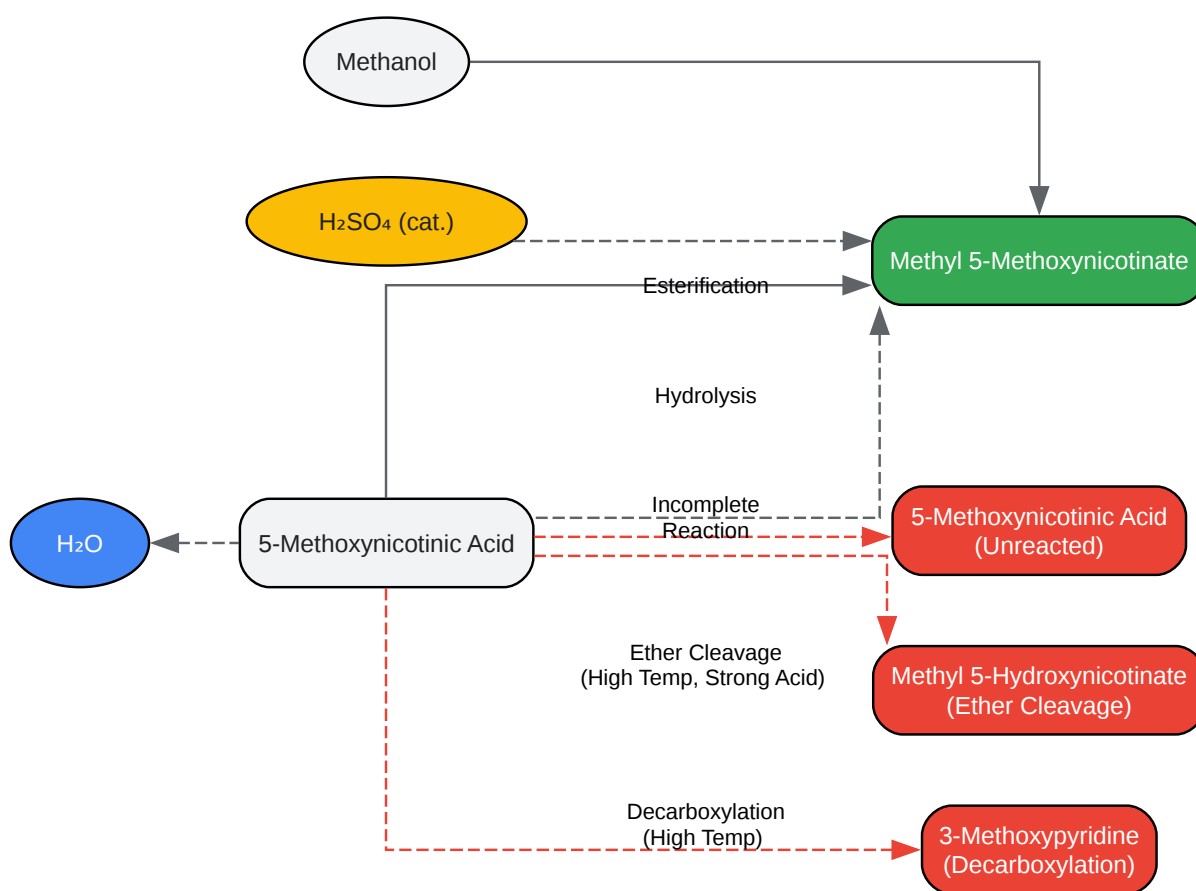 Methanol
H₂SO₄ (cat.)
Methyl 5-Methoxynicotinate
Esterification
Hydrolysis
Incomplete
Reaction
5-Methoxynicotinic Acid
(Unreacted)
H₂O
5-Methoxynicotinic Acid
Ether Cleavage
(High Temp, Strong Acid)
Methyl 5-Hydroxynicotinate
(Ether Cleavage)
Decarboxylation
(High Temp)
3-Methoxypyridine
(Decarboxylation)